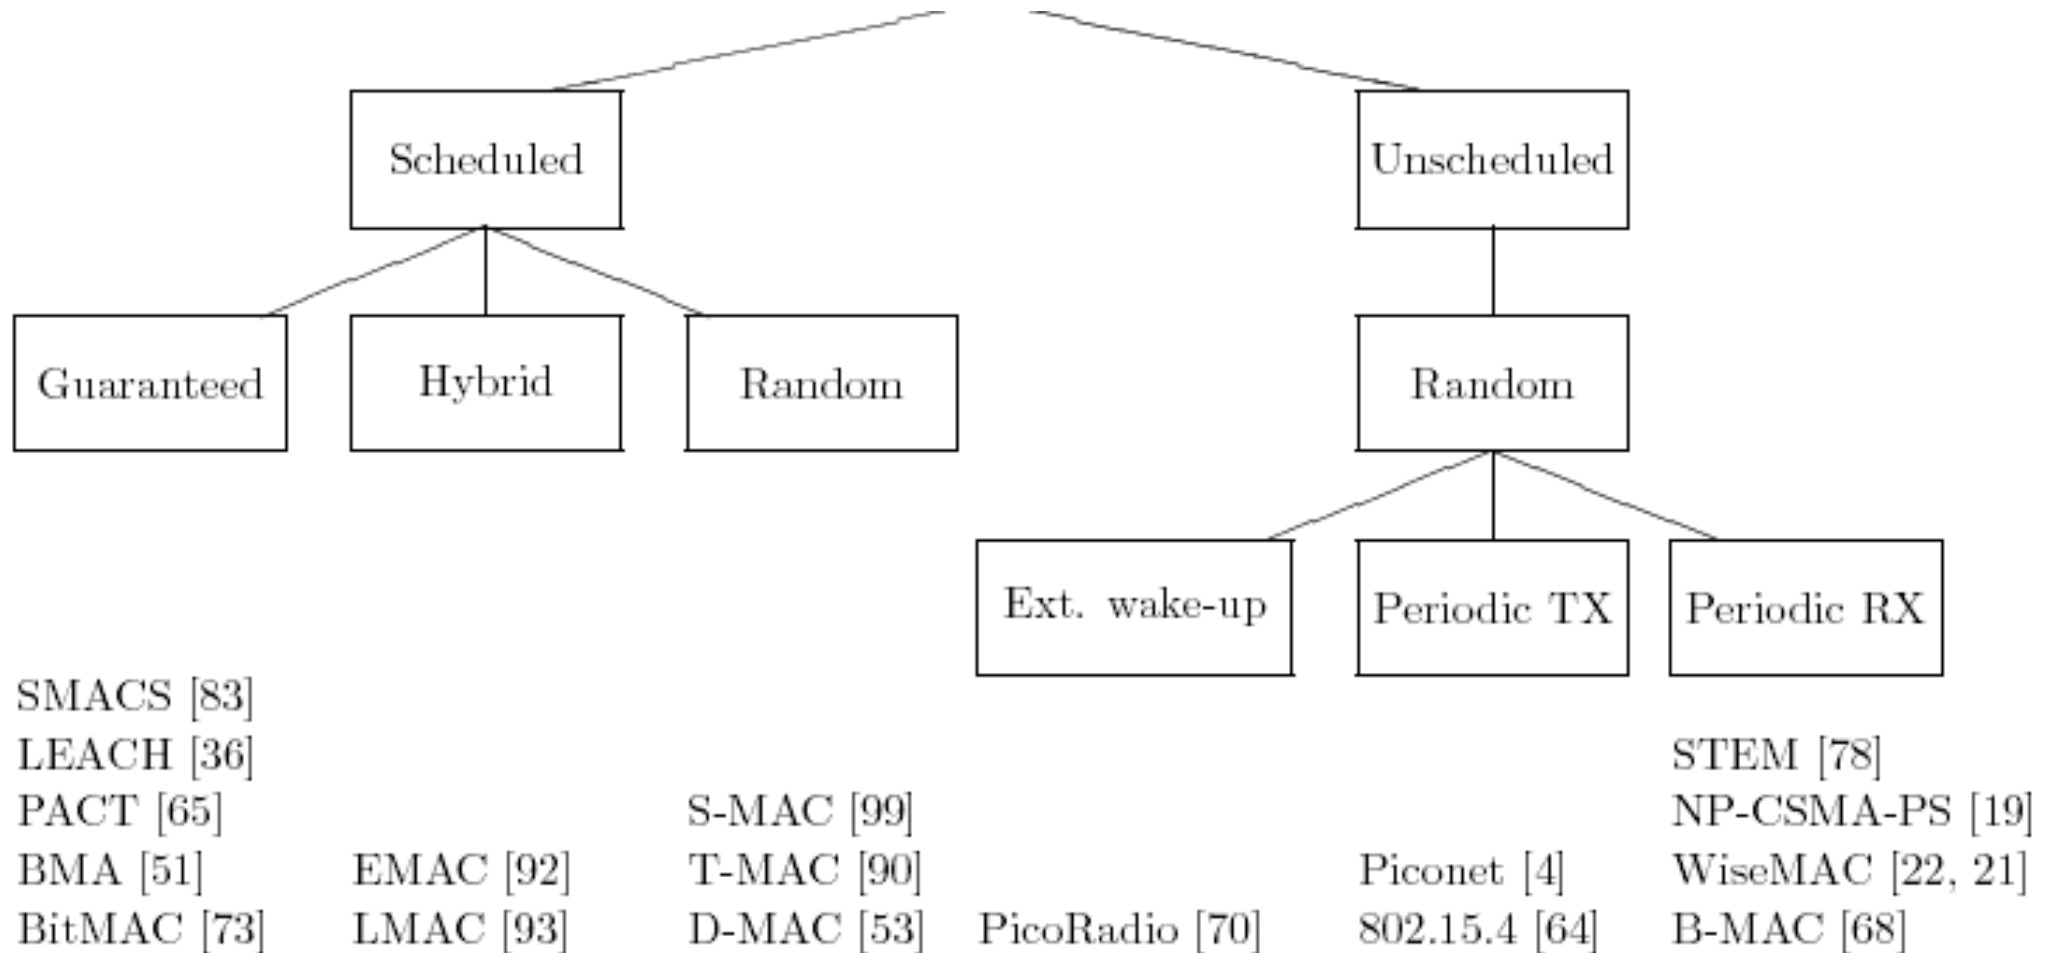 Scheduled
Unscheduled
Guaranteed
Hybrid
Random
Random
Ext. wake-up
Periodic TX
Periodic RX
SMACS [83]
LEACH [36]
STEM [78]
PACT [65]
S-MAC [99]
NP-CSMA-PS [19]
BMA [51]
EMAC [92]
T-MAC [90]
Piconet [4]
WiseMAC [22, 21]
BitMAC [73]
LMAC [93]
D-MAC [53]
PicoRadio [70]
802.15.4 [64]
B-MAC [68]